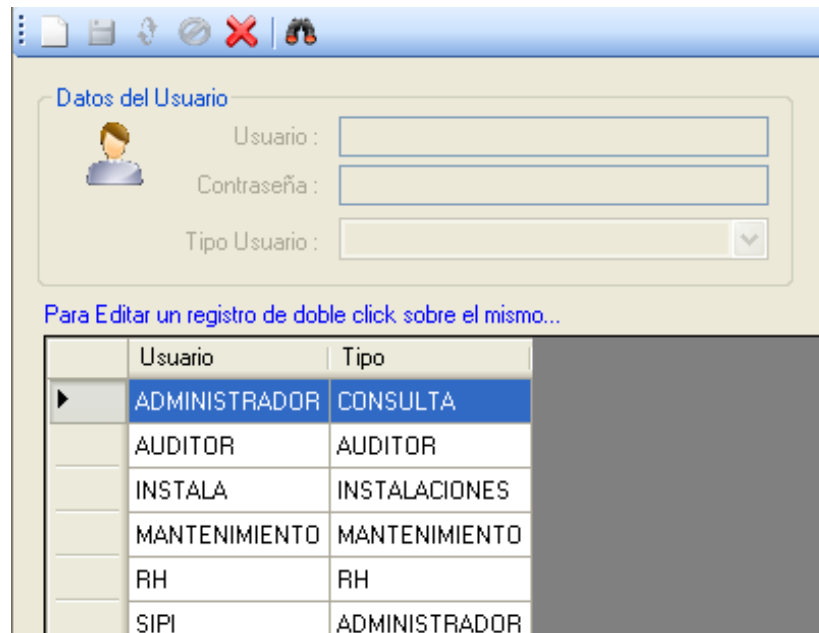 Datos del Usuario
Usuario :
Contraseña :
Tipo Usuario :
Para Editar un registro de doble click sobre el mismo...
Usuario Tipo
ADMINISTRADOR CONSULTA
AUDITOR AUDITOR
INSTALA INSTALACIONES
MANTENIMIENTO MANTENIMIENTO
RH RH
SIPI ADMINISTRADOR